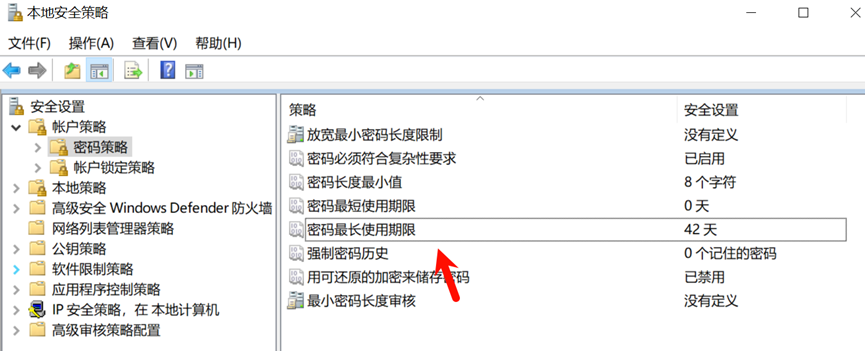 本地安全策略
文件(F) 操作(A) 查看(V) 帮助(H)
安全设置
帐户策略
密码策略
帐户锁定策略
本地策略
高级安全 Windows Defender 防火墙
网络列表管理器策略
公钥策略
软件限制策略
应用程序控制策略
IP 安全策略，在 本地计算机
高级审核策略配置
策略 安全设置
放宽最小密码长度限制 没有定义
密码必须符合复杂性要求 已启用
密码长度最小值 8 个字符
密码最短使用期限 0 天
密码最长使用期限 42 天
强制密码历史 0 个记住的密码
用可还原的加密来储存密码 已禁用
最小密码长度审核 没有定义